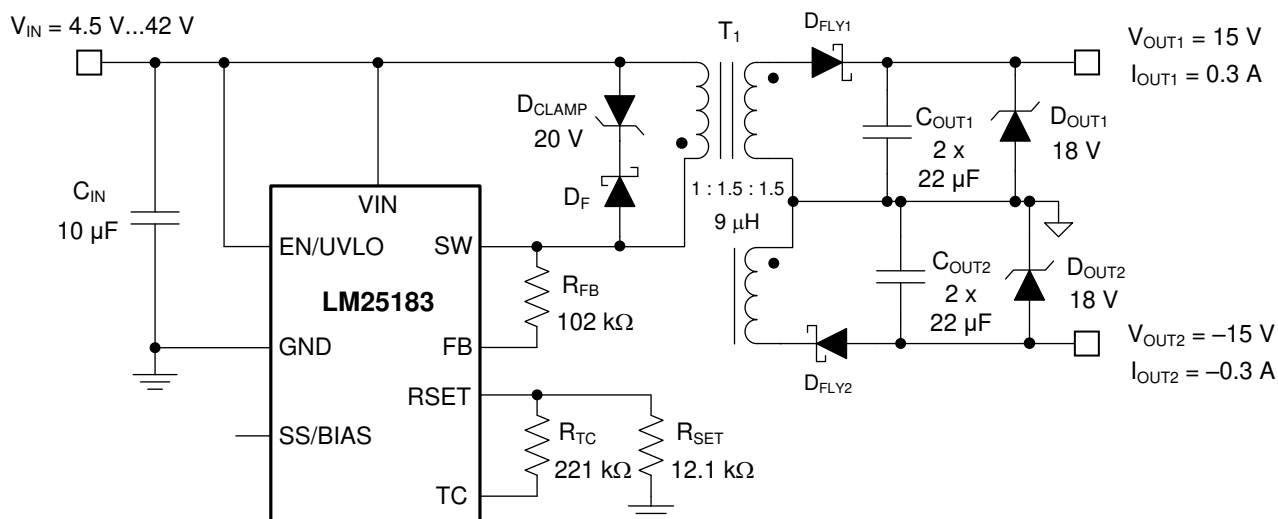 V_IN = 4.5 V...42 V
T_1
D_FLY1
V_OUT1 = 15 V
I_OUT1 = 0.3 A
D_CLAMP
20 V
C_OUT1
2 x
22 µF
D_OUT1
18 V
D_F
1 : 1.5 : 1.5
9 μH
C_IN
10 µF
VIN
EN/UVLO
SW
LM25183
R_FB
102 kΩ
GND
FB
C_OUT2
2 x
22 µF
D_OUT2
18 V
D_FLY2
V_OUT2 = –15 V
I_OUT2 = –0.3 A
RSET
SS/BIAS
R_TC
221 kΩ
R_SET
12.1 kΩ
TC